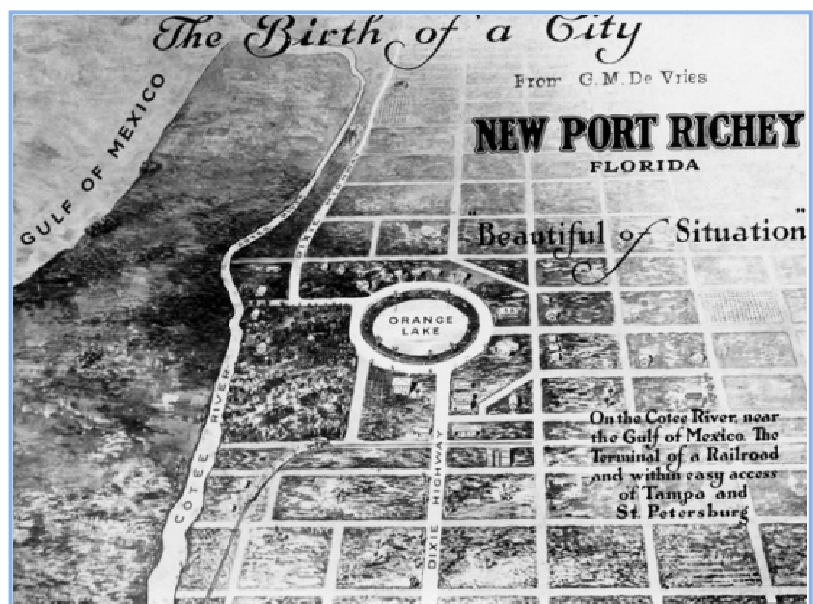 The Birth of a City
From G. M. De Vries
NEW PORT RICHEY
FLORIDA
"Beautiful of Situation"
GULF OF MEXICO
ORANGE
LAKE
COTEE RIVER
DIXIE HIGHWAY
On the Cotee River, near
the Gulf of Mexico. The
Terminal of a Railroad
and within easy access
of Tampa and
St. Petersburg